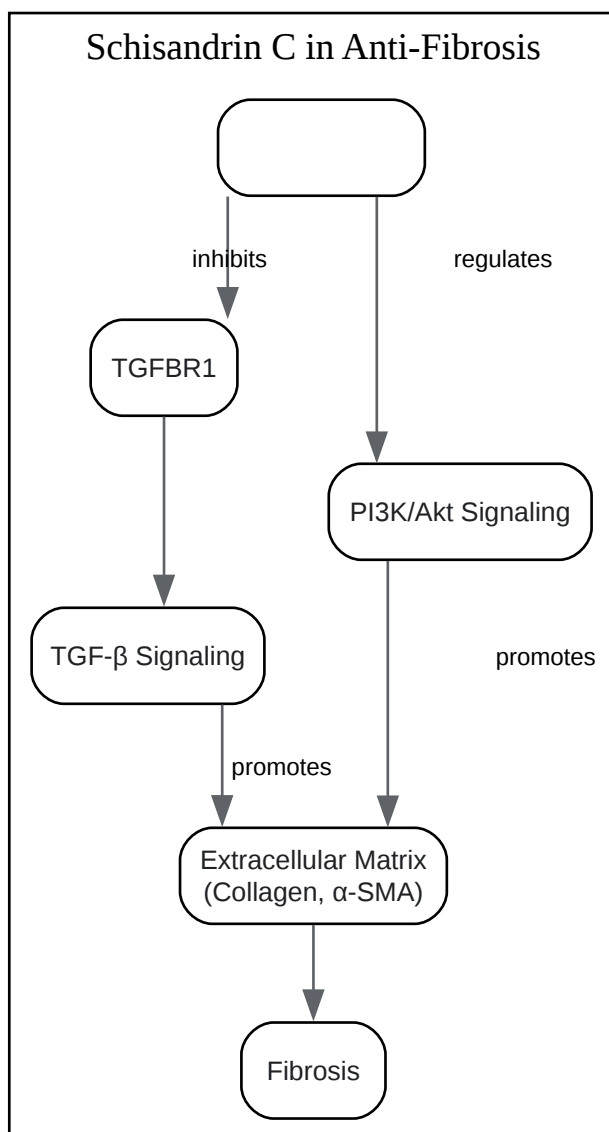 Schisandrin C in Anti-Fibrosis
inhibits
regulates
TGFBR1
PI3K/Akt Signaling
TGF-β Signaling
promotes
promotes
Extracellular Matrix
(Collagen, α-SMA)
Fibrosis